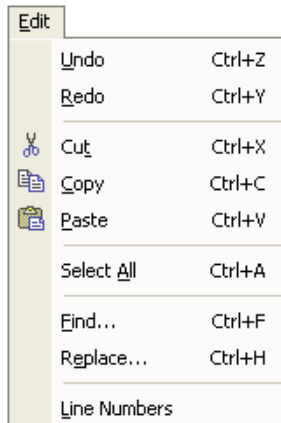 Edit
Undo Ctrl+Z
Redo Ctrl+Y
Cut Ctrl+X
Copy Ctrl+C
Paste Ctrl+V
Select All Ctrl+A
Find... Ctrl+F
Replace... Ctrl+H
Line Numbers